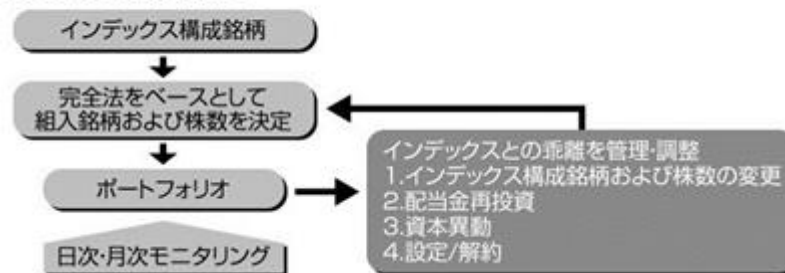 インデックス構成銘柄
完全法をベースとして
組入銘柄および株数を決定
ポートフォリオ
日次・月次モニタリング
インデックスとの乖離を管理・調整
1.インデックス構成銘柄および株数の変更
2.配当金再投資
3.資本異動
4.設定/解約